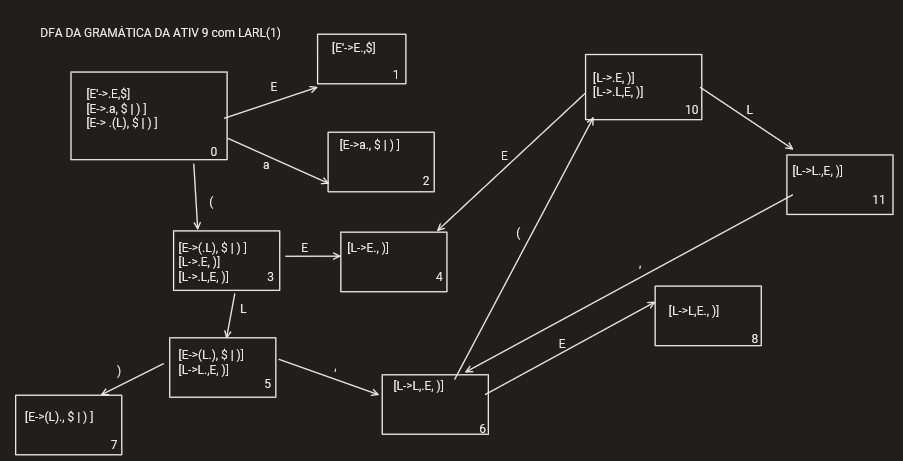 DFA DA GRAMÁTICA DA ATIV 9 com LARL(1)
[E'->E.,$]
1
[E'->.E,$]
[E->.a, $ | ) ]
[E-> .(L), $ | ) ]
0
E
a
(
[E->a., $ | ) ]
2
[L->.E, )]
[L->.L,E, )]
10
L
E
(
[L->L.,E, )]
11
[E->(.L), $ | ) ]
[L->.E, )]
[L->.L,E, )]
3
E
[L->E., )]
4
,
L
[L->L,E., )]
8
E
[E->(L.), $ | )]
[L->L.,E, )]
5
)
,
[L->L,.E, )]
6
[E->(L)., $ | ) ]
7